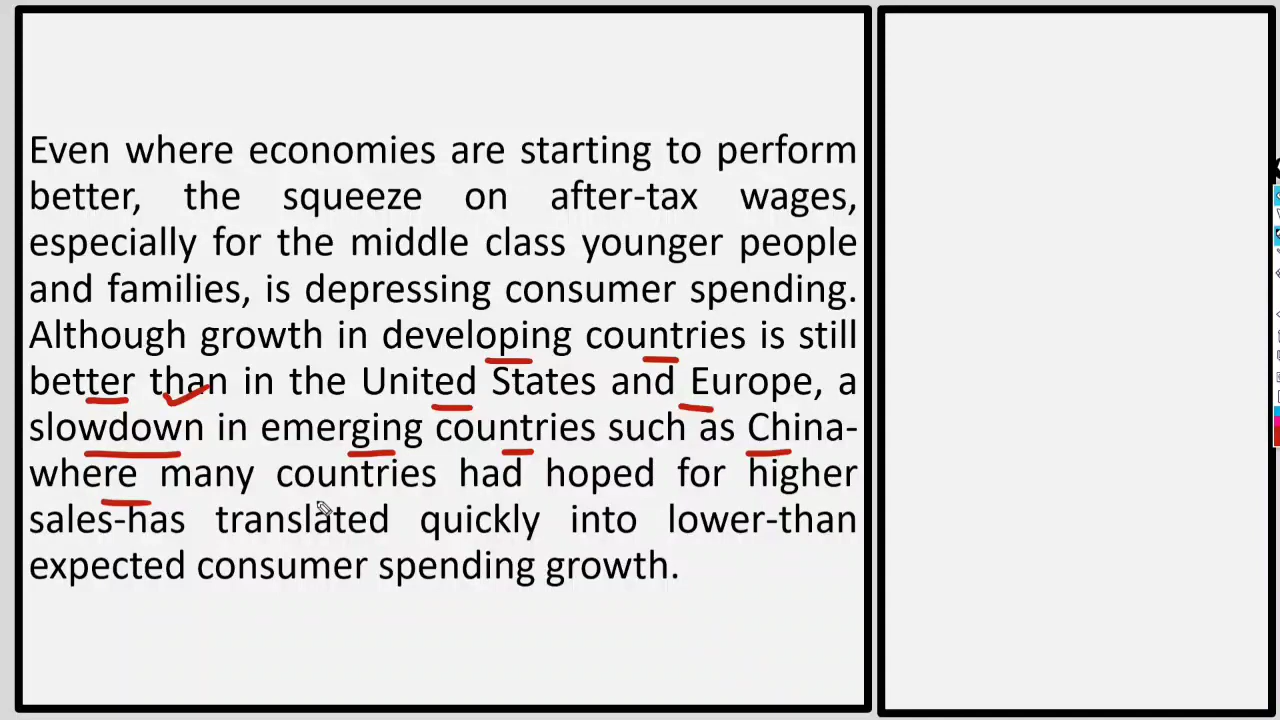 Even where economies are starting to perform
better, the squeeze on after-tax wages,
especially for the middle class younger people
and families, is depressing consumer spending.
Although growth in developing countries is still
better than in the United States and Europe, a
slowdown in emerging countries such as China-
where many countries had hoped for higher
sales-has translated quickly into lower-than
expected consumer spending growth.